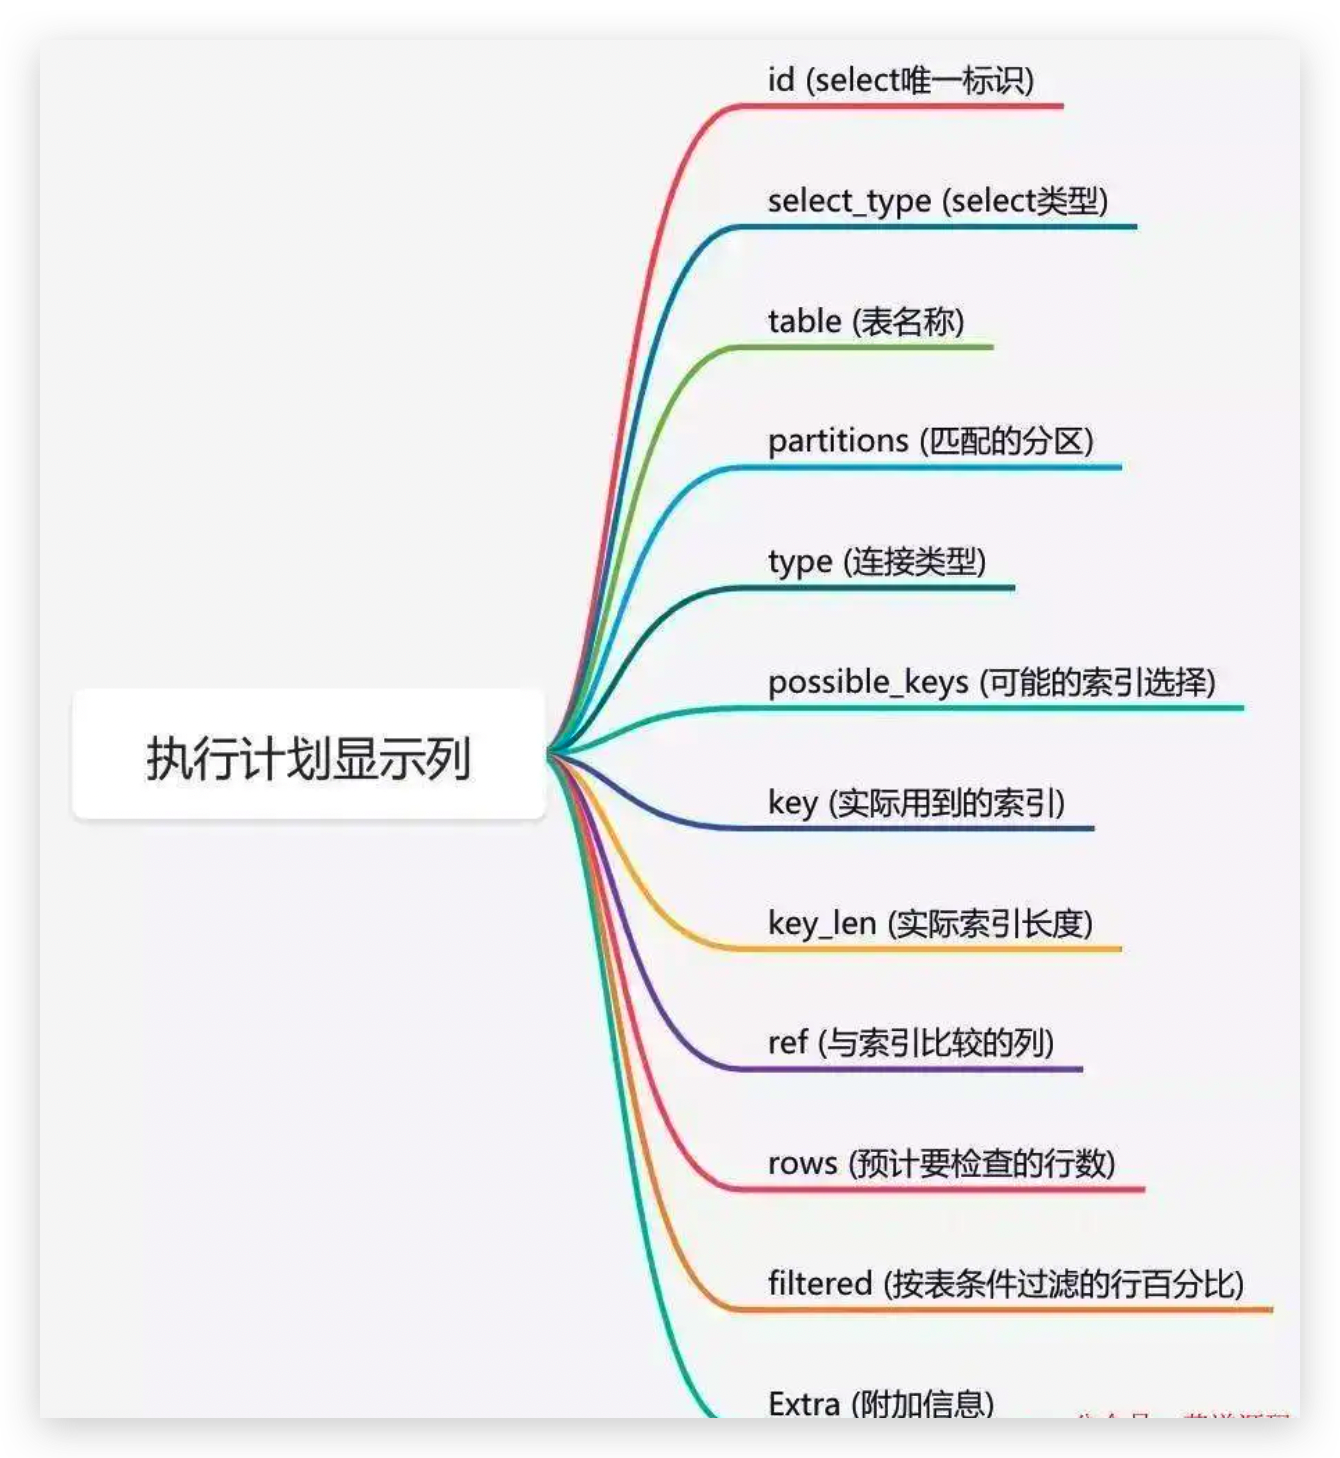 id (select唯一标识)
select_type (select类型)
table (表名称)
partitions (匹配的分区)
type (连接类型)
possible_keys (可能的索引选择)
执行计划显示列
key (实际用到的索引)
key_len (实际索引长度)
ref (与索引比较的列)
rows (预计要检查的行数)
filtered (按表条件过滤的行百分比)
Extra (附加信息)